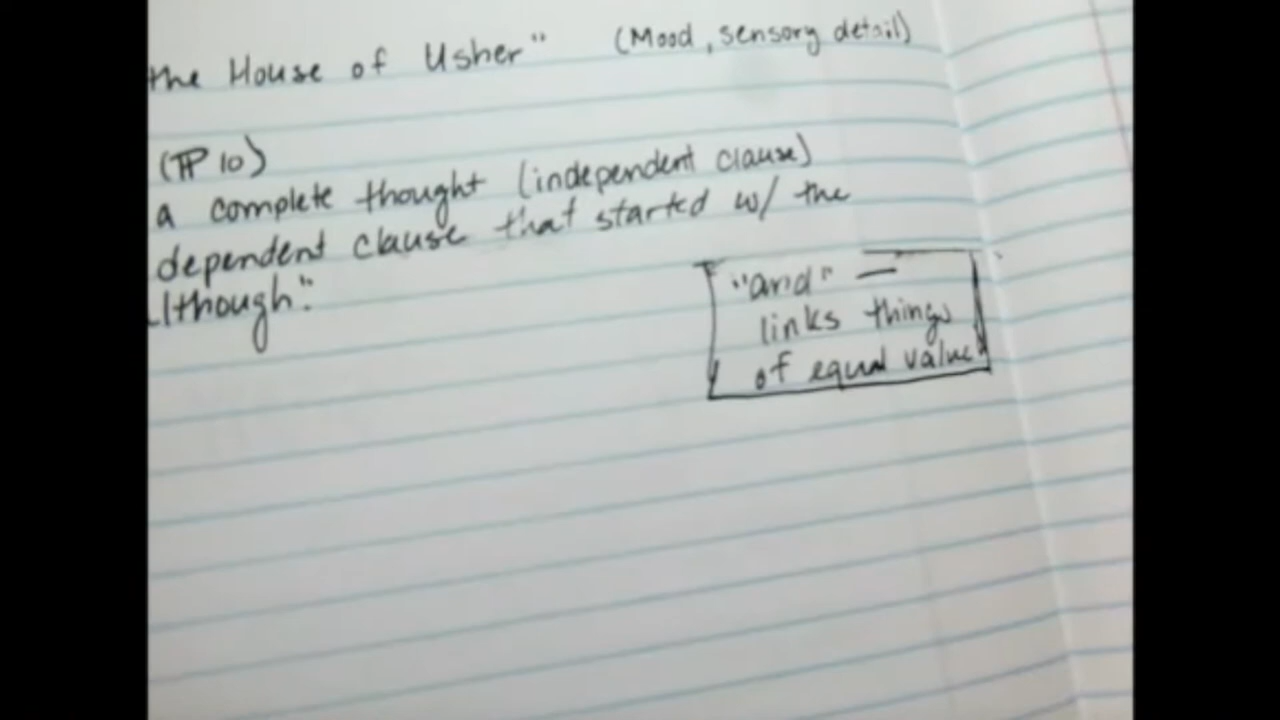 the House of Usher" (Mood, sensory detail)
(TP 10)
a complete thought (independent clause)
dependent clause that started w/ the
lthough".
"and" —
links things
of equal value